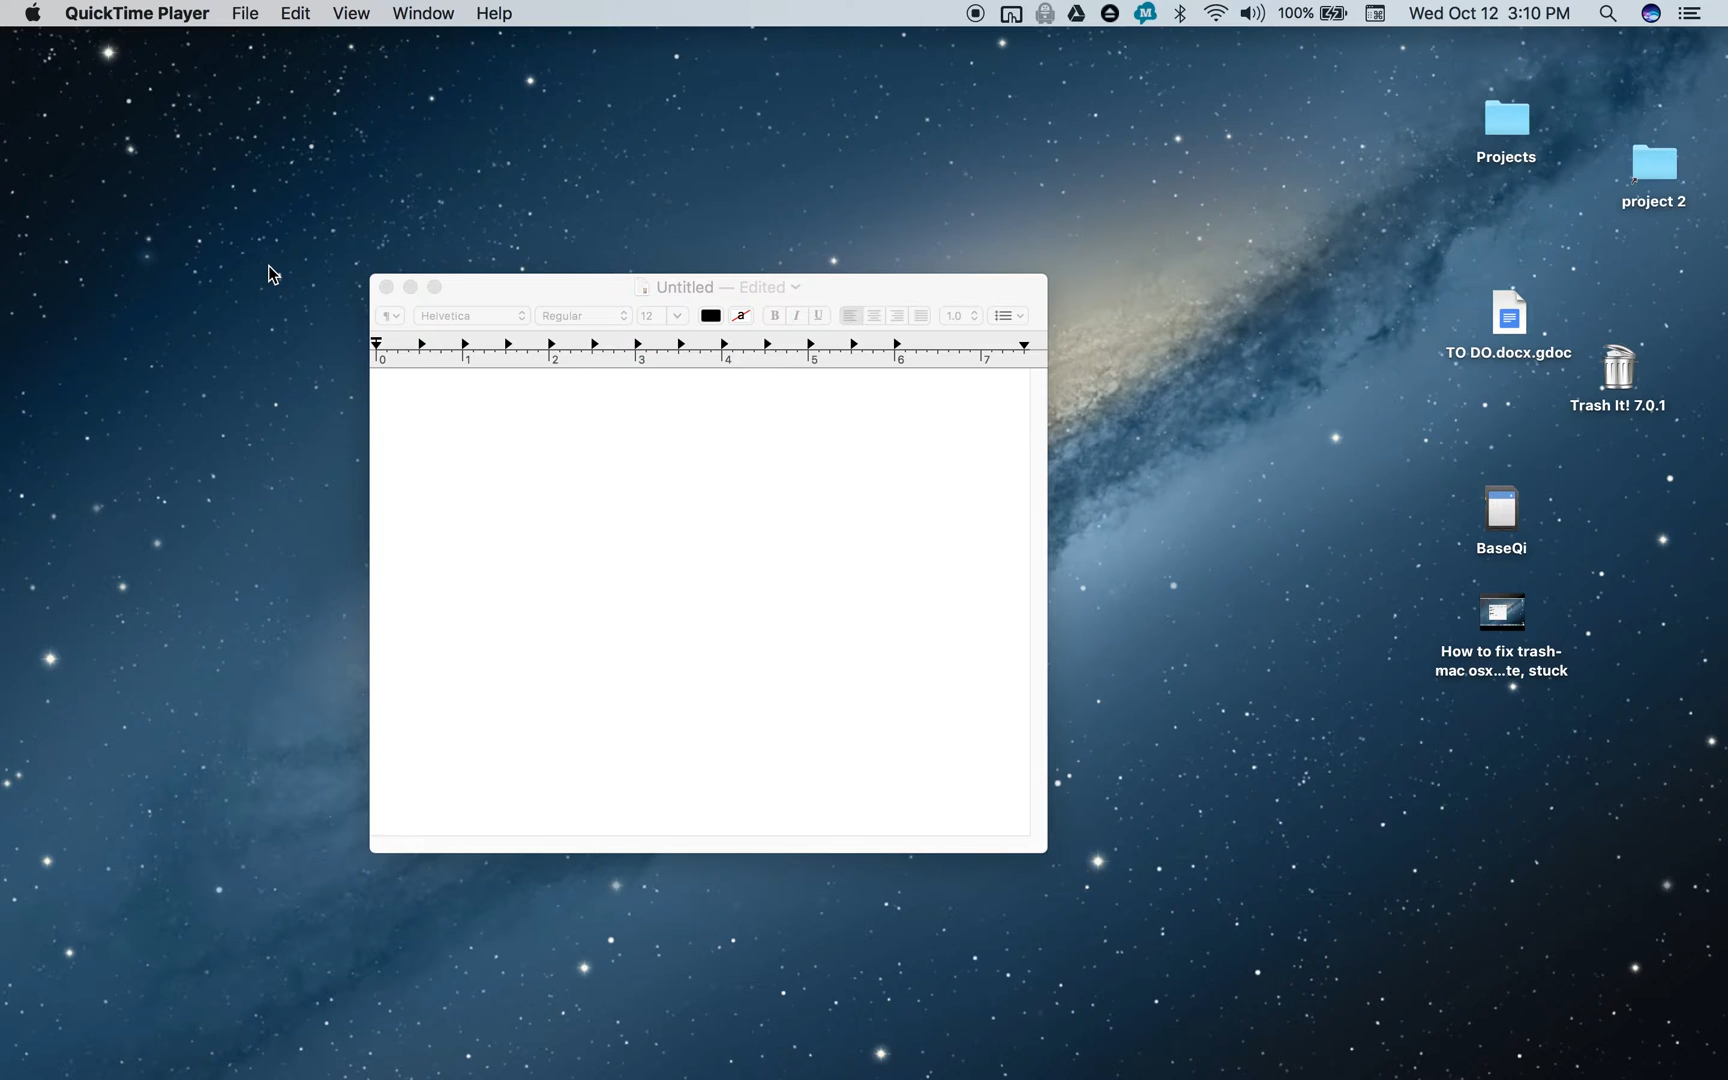 QuickTime Player File Edit View Window Help 100% Wed Oct 12 3:10 PM
Projects
project 2
Untitled — Edited
Helvetica Regular 12 a B I U 1.0
0 1 2 3 4 5 6 7
TO DO.docx.gdoc
Trash It! 7.0.1
BaseQi
How to fix trash-
mac osx...te, stuck